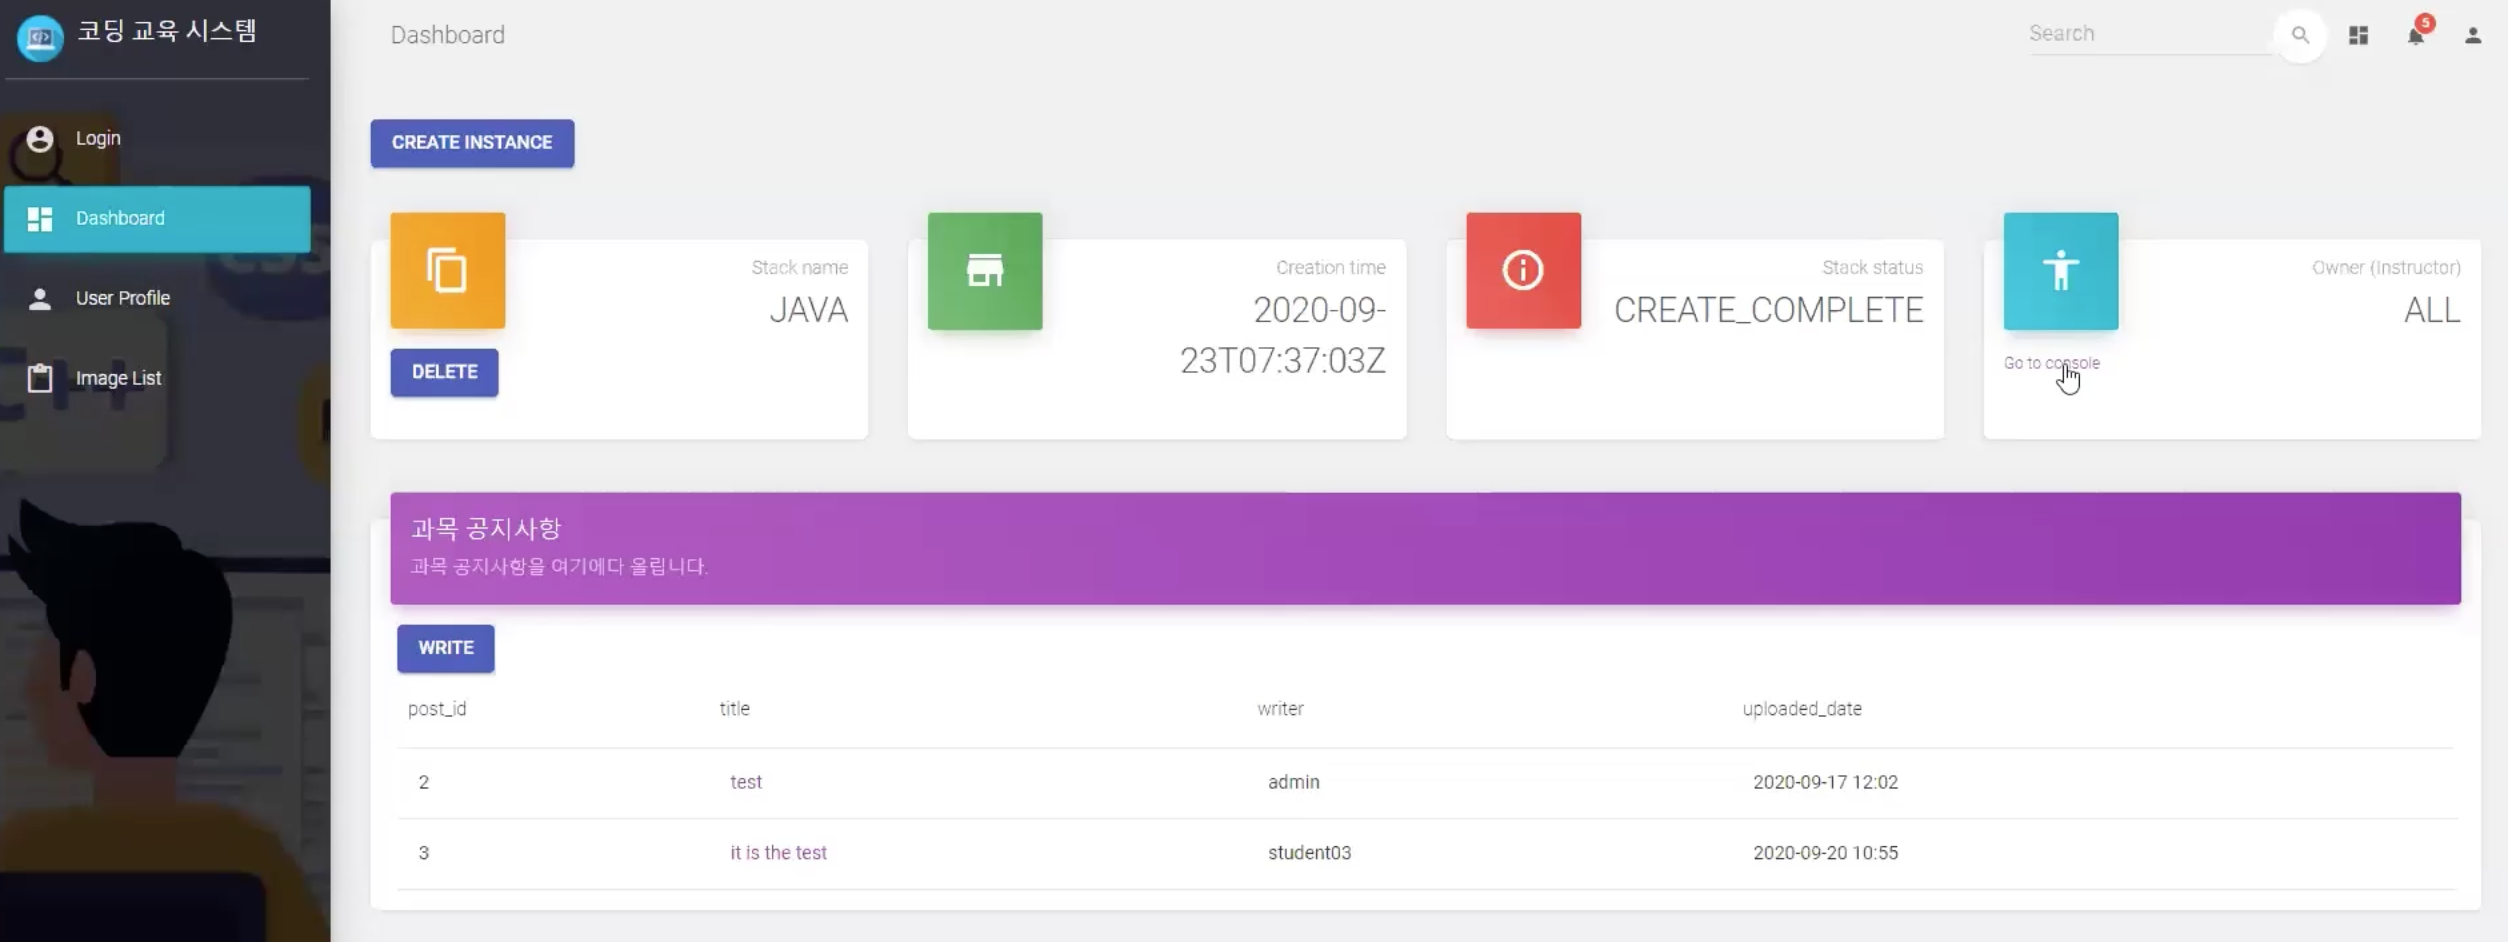 코딩 교육 시스템
Dashboard
Search
5
Login
Dashboard
User Profile
Image List
CREATE INSTANCE
Stack name
JAVA
DELETE
Creation time
2020-09-
23T07:37:03Z
Stack status
CREATE_COMPLETE
Owner (Instructor)
ALL
Go to console
과목 공지사항
과목 공지사항을 여기에다 올립니다.
WRITE
post_id title writer uploaded_date
2 test admin 2020-09-17 12:02
3 it is the test student03 2020-09-20 10:55